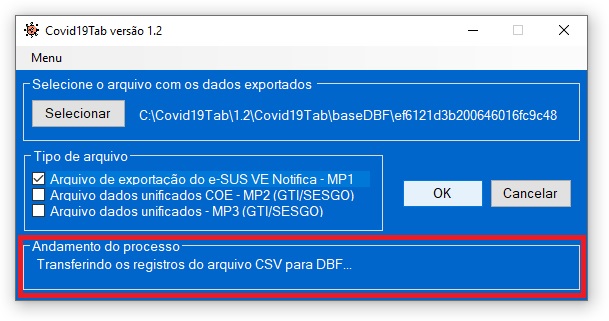 Covid19Tab versão 1.2
Menu
Selecione o arquivo com os dados exportados
Selecionar
C:\Covid19Tab\1.2\Covid19Tab\baseDBF\ef6121d3b200646016fc9c48
Tipo de arquivo
Arquivo de exportação do e-SUS VE Notifica - MP1
Arquivo dados unificados COE - MP2 (GTI/SESGO)
Arquivo dados unificados - MP3 (GTI/SESGO)
OK
Cancelar
Andamento do processo
Transferindo os registros do arquivo CSV para DBF...